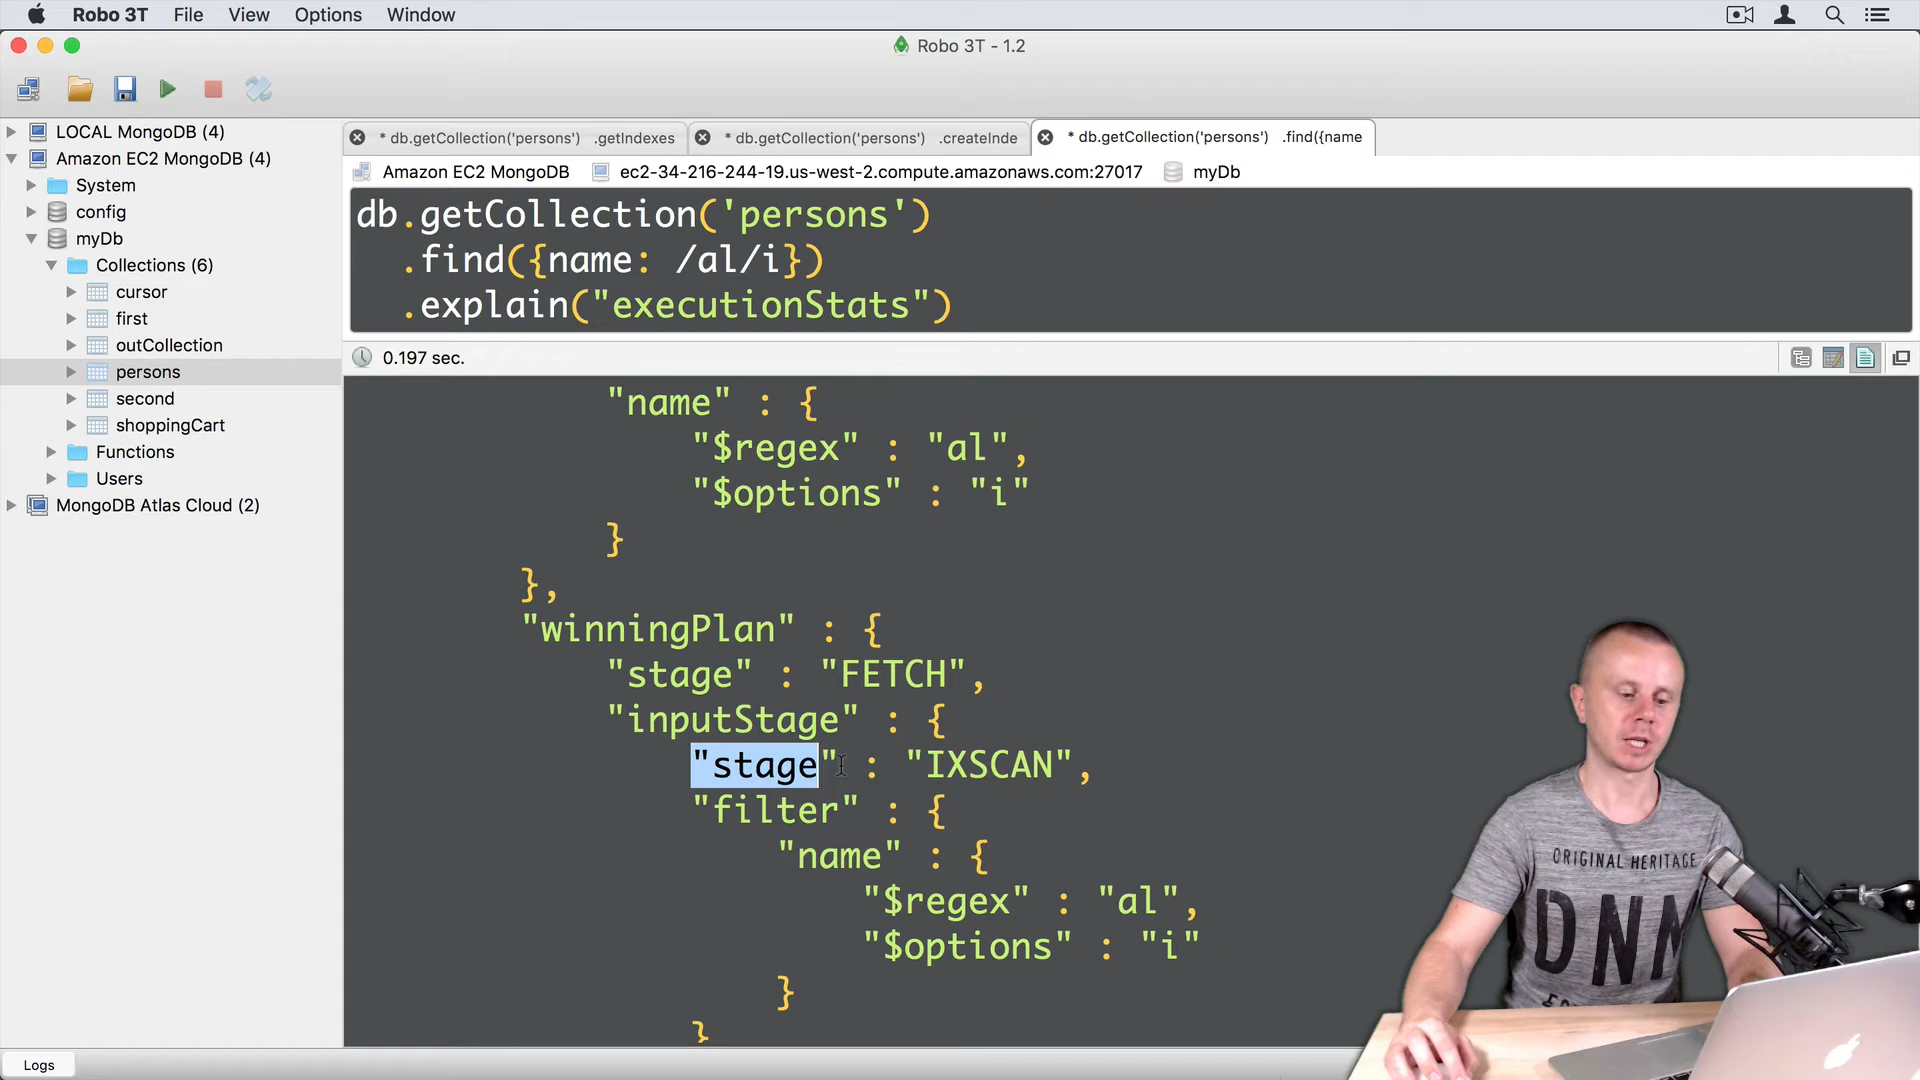 Robo 3T File View Options Window
Robo 3T - 1.2
LOCAL MongoDB (4)
Amazon EC2 MongoDB (4)
System
config
myDb
Collections (6)
cursor
first
outCollection
persons
second
shoppingCart
Functions
Users
MongoDB Atlas Cloud (2)
* db.getCollection('persons') .getIndexes
* db.getCollection('persons') .createInde
* db.getCollection('persons') .find({name
Amazon EC2 MongoDB ec2-34-216-244-19.us-west-2.compute.amazonaws.com:27017 myDb
db.getCollection('persons')
.find({name: /al/i})
.explain("executionStats")
0.197 sec.
"name" : {
"$regex" : "al",
"$options" : "i"
}
},
"winningPlan" : {
"stage" : "FETCH",
"inputStage" : {
"stage" : "IXSCAN",
"filter" : {
"name" : {
"$regex" : "al",
"$options" : "i"
}
}
ORIGINAL HERITAGE
DNM
Logs